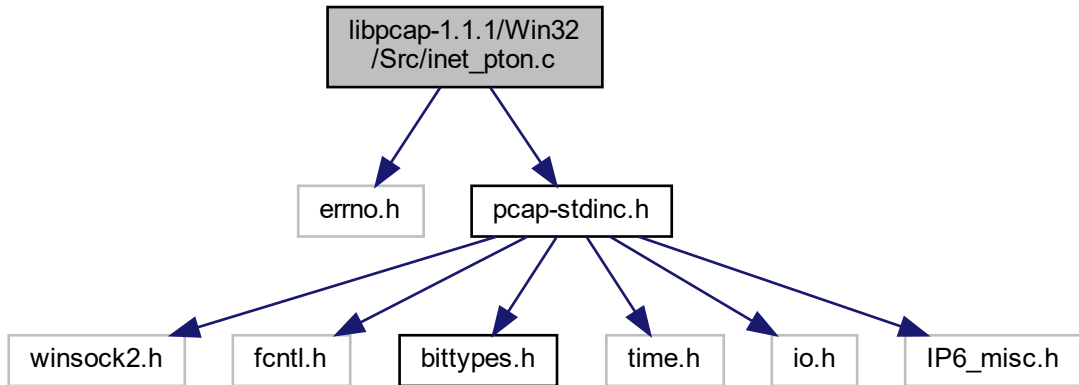 libpcap-1.1.1/Win32
/Src/inet_pton.c
errno.h
pcap-stdinc.h
winsock2.h
fcntl.h
bittypes.h
time.h
io.h
IP6_misc.h